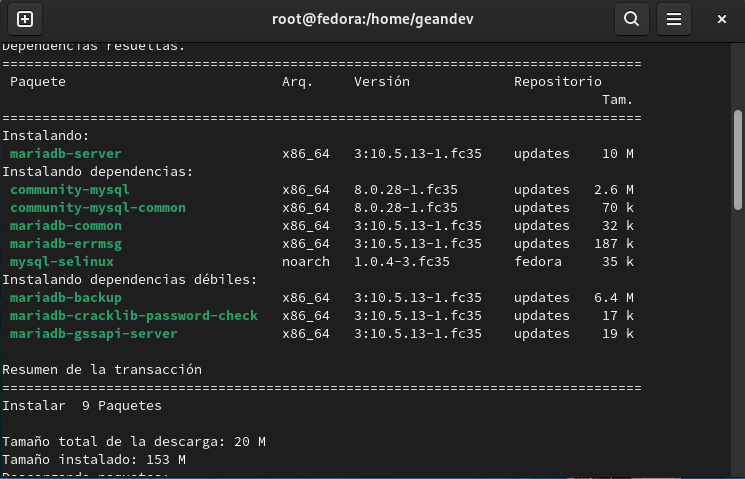 root@fedora:/home/geandev
Dependencias resueltas.
================================================================================
Paquete Arq. Versión Repositorio
Tam.
================================================================================
Instalando:
mariadb-server x86_64 3:10.5.13-1.fc35 updates 10 M
Instalando dependencias:
community-mysql x86_64 8.0.28-1.fc35 updates 2.6 M
community-mysql-common x86_64 8.0.28-1.fc35 updates 70 k
mariadb-common x86_64 3:10.5.13-1.fc35 updates 32 k
mariadb-errmsg x86_64 3:10.5.13-1.fc35 updates 187 k
mysql-selinux noarch 1.0.4-3.fc35 fedora 35 k
Instalando dependencias débiles:
mariadb-backup x86_64 3:10.5.13-1.fc35 updates 6.4 M
mariadb-cracklib-password-check x86_64 3:10.5.13-1.fc35 updates 17 k
mariadb-gssapi-server x86_64 3:10.5.13-1.fc35 updates 19 k
Resumen de la transacción
================================================================================
Instalar 9 Paquetes
Tamaño total de la descarga: 20 M
Tamaño instalado: 153 M
Descargando paquetes: